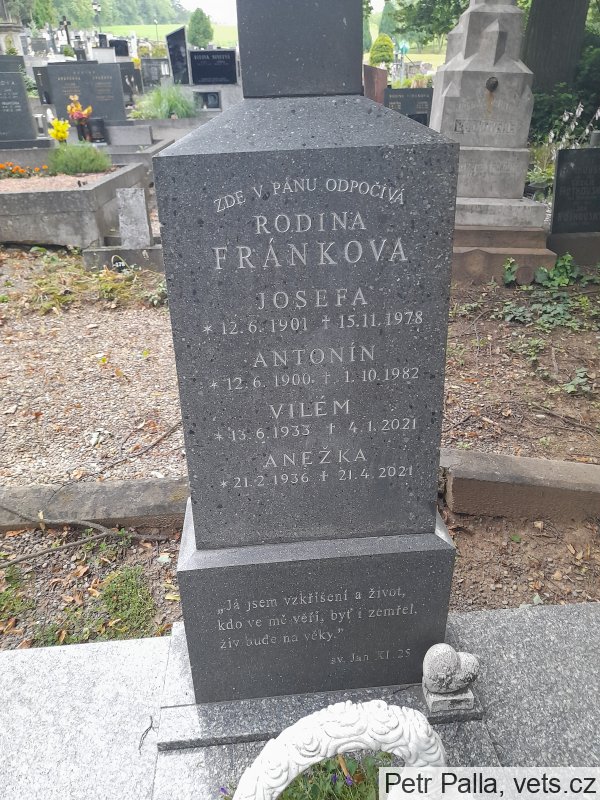 ZDE V PÁNU ODPOČÍVÁ
RODINA
FRÁNKOVA
JOSEFA
* 12.6.1901 † 15.11.1978
ANTONÍN
* 12.6.1900 † 1.10.1982
VILÉM
* 13.6.1933 † 4.1.2021
ANEŽKA
* 21.2.1936 † 21.4.2021
„Já jsem vzkříšení a život,
kdo ve mě věří, byť i zemřel,
živ bude na věky."
sv. Jan XI. 25
Petr Palla, vets.cz